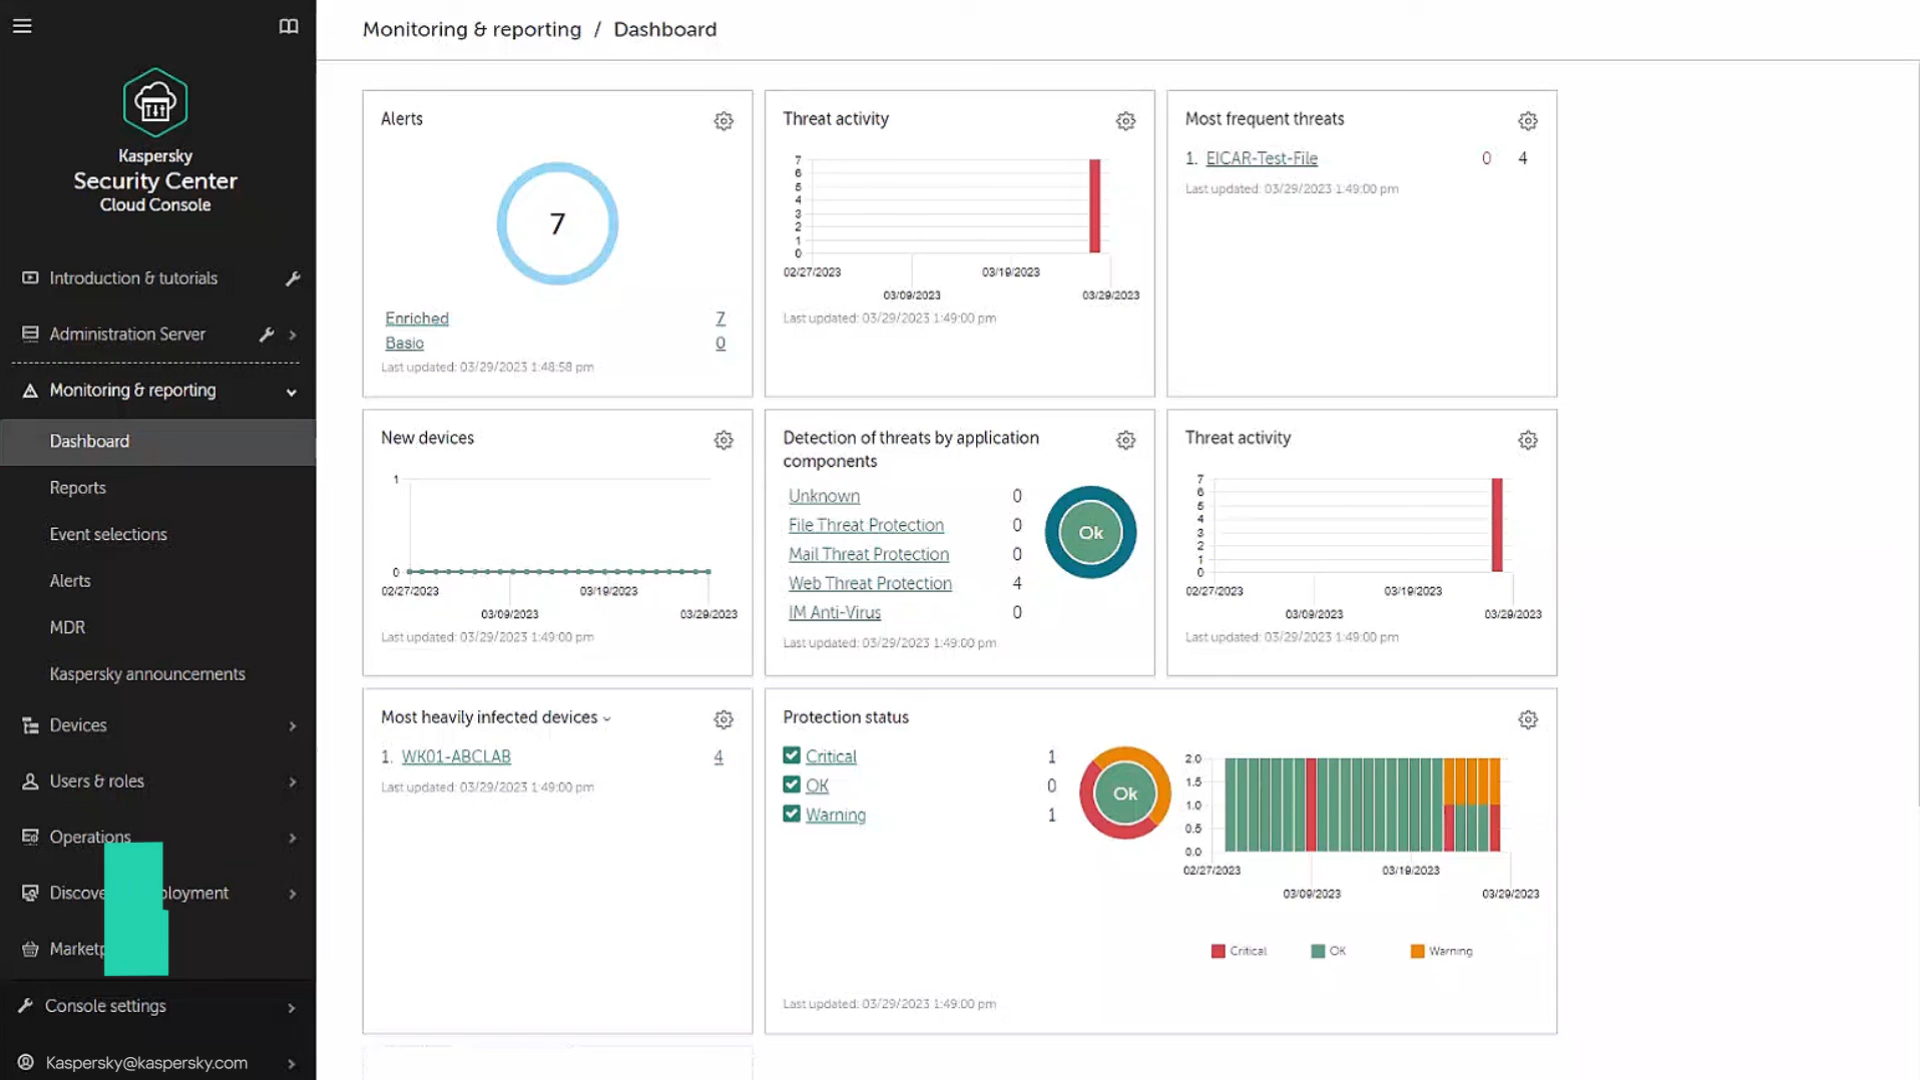 Kaspersky
Security Center
Cloud Console
Introduction & tutorials
Administration Server
Monitoring & reporting
Dashboard
Reports
Event selections
Alerts
MDR
Kaspersky announcements
Devices
Users & roles
Operations
Console settings
Kaspersky@kaspersky.com
Monitoring & reporting / Dashboard
Alerts
7
Enriched 7
Basic 0
Last updated: 03/29/2023 1:48:58 pm
Threat activity
7
6
5
4
3
2
1
0
02/27/2023 03/19/2023
03/09/2023 03/29/2023
Last updated: 03/29/2023 1:49:00 pm
Most frequent threats
1. EICAR-Test-File 0 4
Last updated: 03/29/2023 1:49:00 pm
New devices
1
0
02/27/2023 03/19/2023
03/09/2023 03/29/2023
Last updated: 03/29/2023 1:49:00 pm
Detection of threats by application
components
Unknown 0
File Threat Protection 0
Mail Threat Protection 0
Web Threat Protection 4
IM Anti-Virus 0
Ok
Last updated: 03/29/2023 1:49:00 pm
Threat activity
7
6
5
4
3
2
1
0
02/27/2023 03/19/2023
03/09/2023 03/29/2023
Last updated: 03/29/2023 1:49:00 pm
Most heavily infected devices
1. WK01-ABCLAB 4
Last updated: 03/29/2023 1:49:00 pm
Protection status
Critical 1
OK 0
Warning 1
Ok
2.0
1.5
1.0
0.5
0.0
02/27/2023 03/19/2023
03/09/2023 03/29/2023
Critical OK Warning
Last updated: 03/29/2023 1:49:00 pm